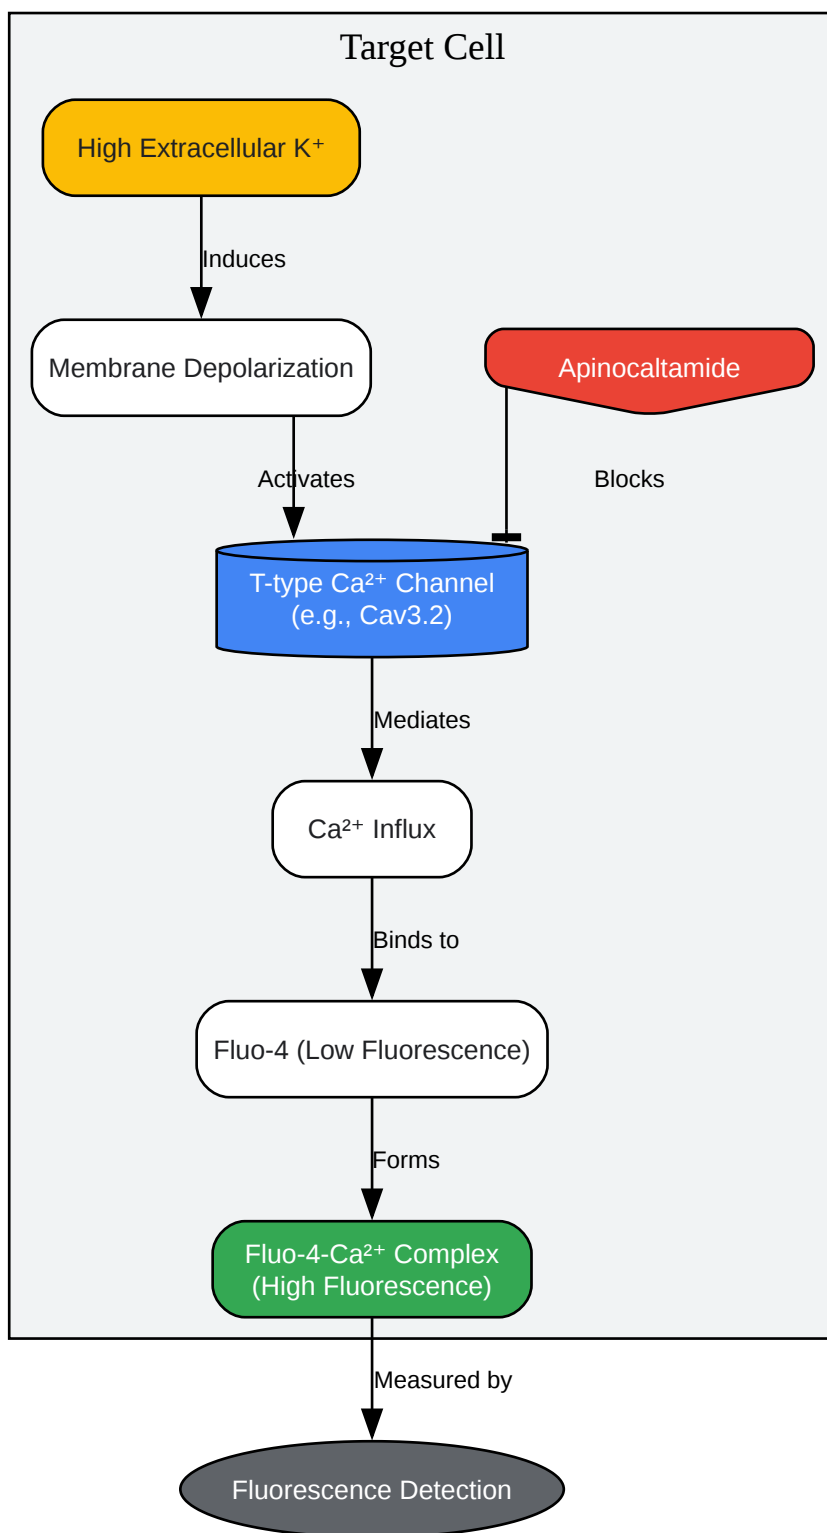 Target Cell
High Extracellular K⁺
Induces
Membrane Depolarization
Apinocaltamide
Activates
Blocks
T-type Ca²⁺ Channel
(e.g., Cav3.2)
Mediates
Ca²⁺ Influx
Binds to
Fluo-4 (Low Fluorescence)
Forms
Fluo-4-Ca²⁺ Complex
(High Fluorescence)
Measured by
Fluorescence Detection